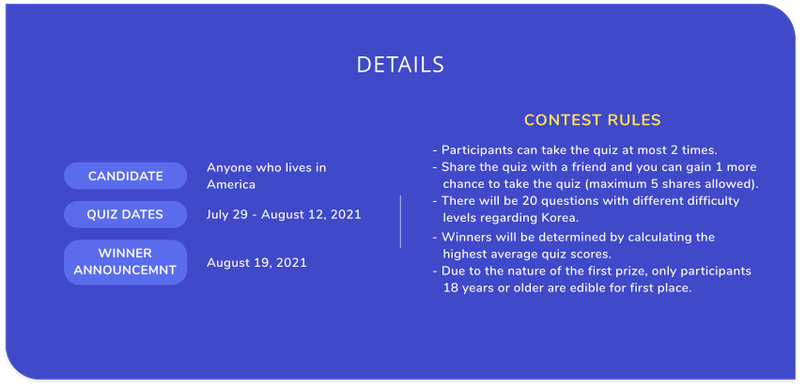 DETAILS
CANDIDATE
Anyone who lives in
America
QUIZ DATES
July 29 - August 12, 2021
WINNER
ANNOUNCEMNT
August 19, 2021
CONTEST RULES
- Participants can take the quiz at most 2 times.
- Share the quiz with a friend and you can gain 1 more
chance to take the quiz (maximum 5 shares allowed).
- There will be 20 questions with different difficulty
levels regarding Korea.
- Winners will be determined by calculating the
highest average quiz scores.
- Due to the nature of the first prize, only participants
18 years or older are edible for first place.